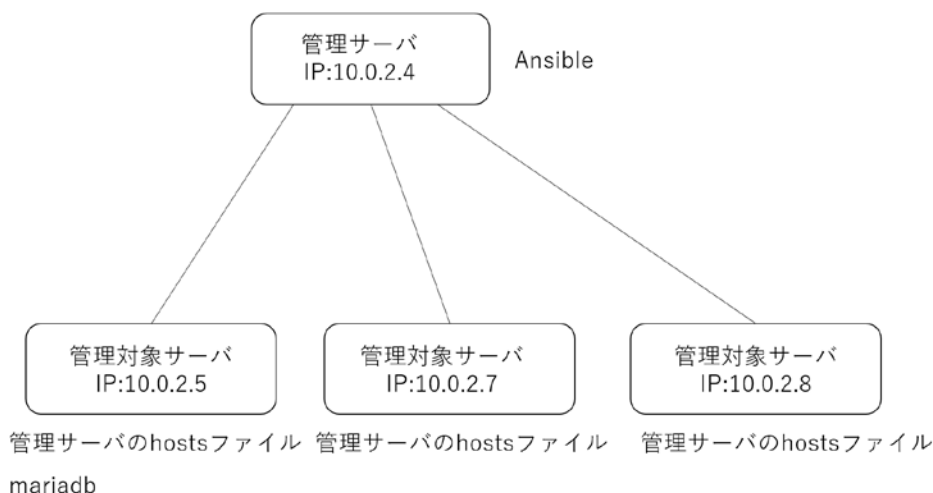 管理サーバ
IP:10.0.2.4
Ansible
管理対象サーバ
IP:10.0.2.5
管理対象サーバ
IP:10.0.2.7
管理対象サーバ
IP:10.0.2.8
管理サーバのhostsファイル
管理サーバのhostsファイル
管理サーバのhostsファイル
mariadb